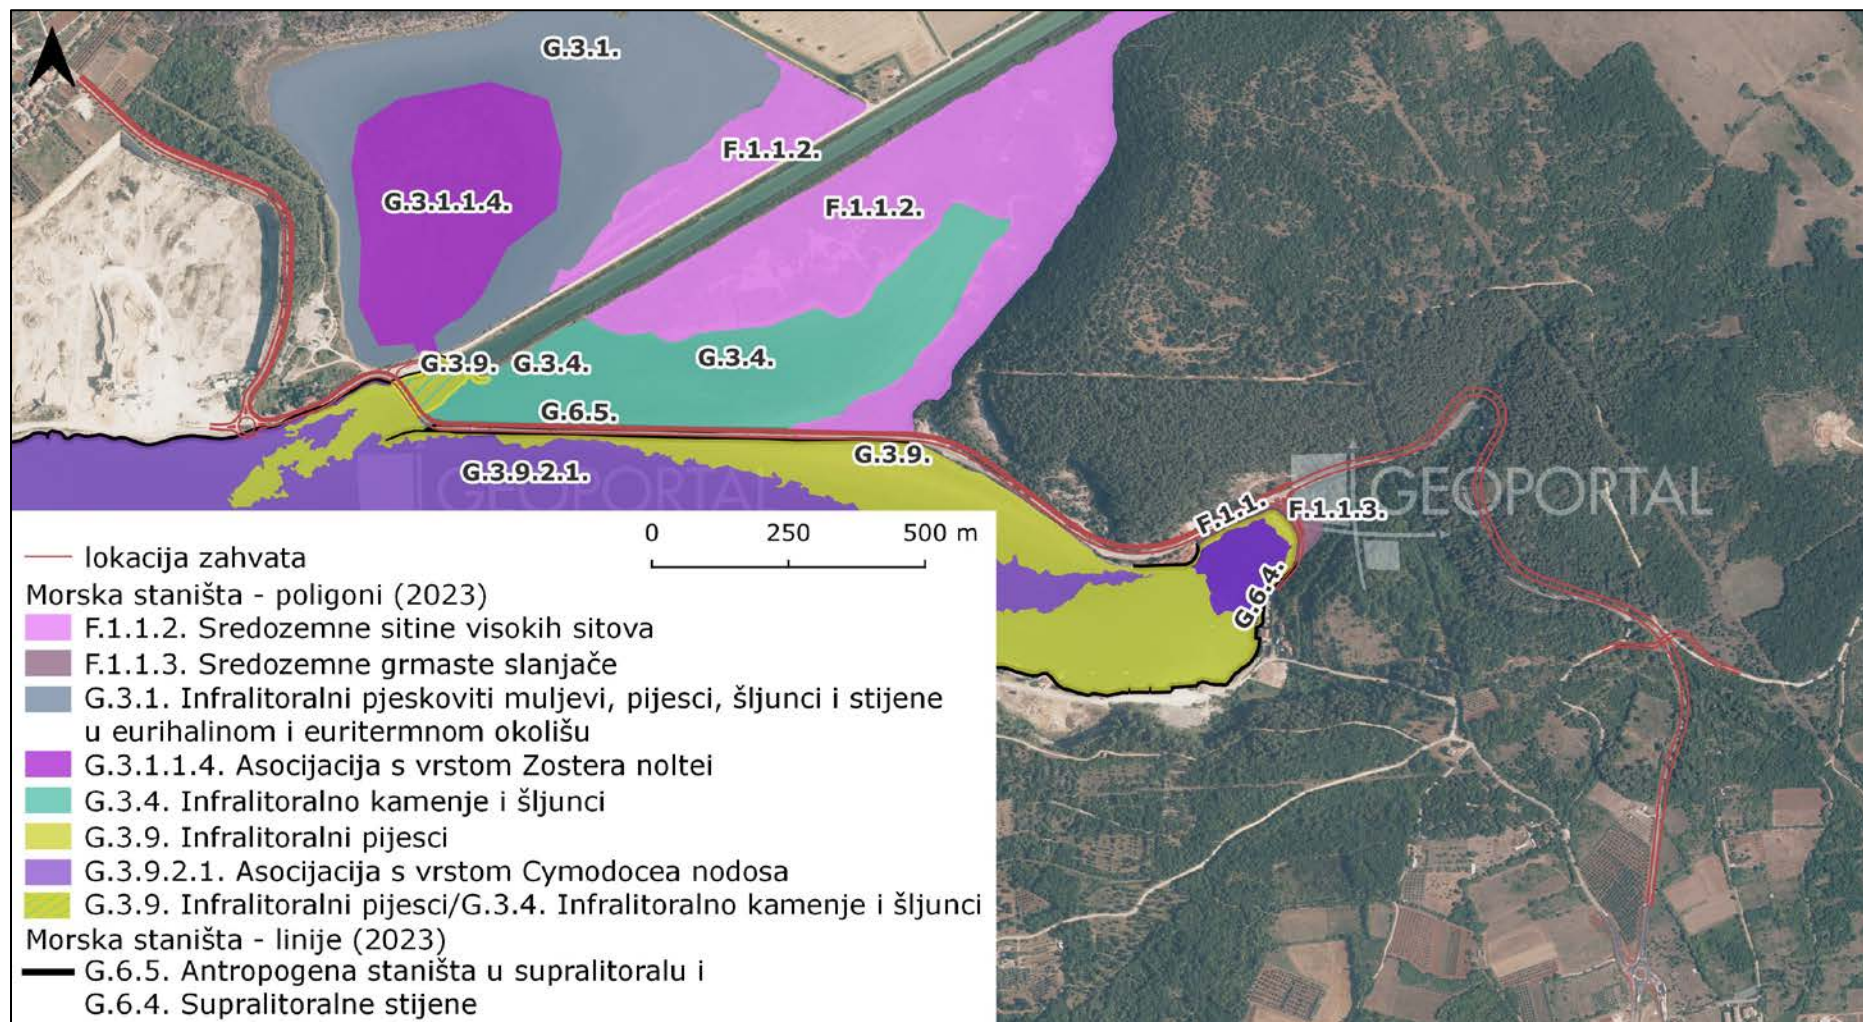 G.3.1.
G.3.1.1.4.
F.1.1.2.
F.1.1.2.
G.3.9.
G.3.4.
G.3.4.
G.6.5.
G.3.9.
G.3.9.2.1.
GEOPORTAL
F.1.1.
F.1.1.3.
GEOPORTAL
G.6.4.
0 250 500 m
lokacija zahvata
Morska staništa - poligoni (2023)
F.1.1.2. Sredozemne sitine visokih sitova
F.1.1.3. Sredozemne grmaste slanjače
G.3.1. Infralitoralni pjeskoviti muljevi, pijesci, šljunci i stijene
u eurihalinom i euritermnom okolišu
G.3.1.1.4. Asocijacija s vrstom Zostera noltei
G.3.4. Infralitoralno kamenje i šljunci
G.3.9. Infralitoralni pijesci
G.3.9.2.1. Asocijacija s vrstom Cymodocea nodosa
G.3.9. Infralitoralni pijesci/G.3.4. Infralitoralno kamenje i šljunci
Morska staništa - linije (2023)
G.6.5. Antropogena staništa u supralitoralu i
G.6.4. Supralitoralne stijene